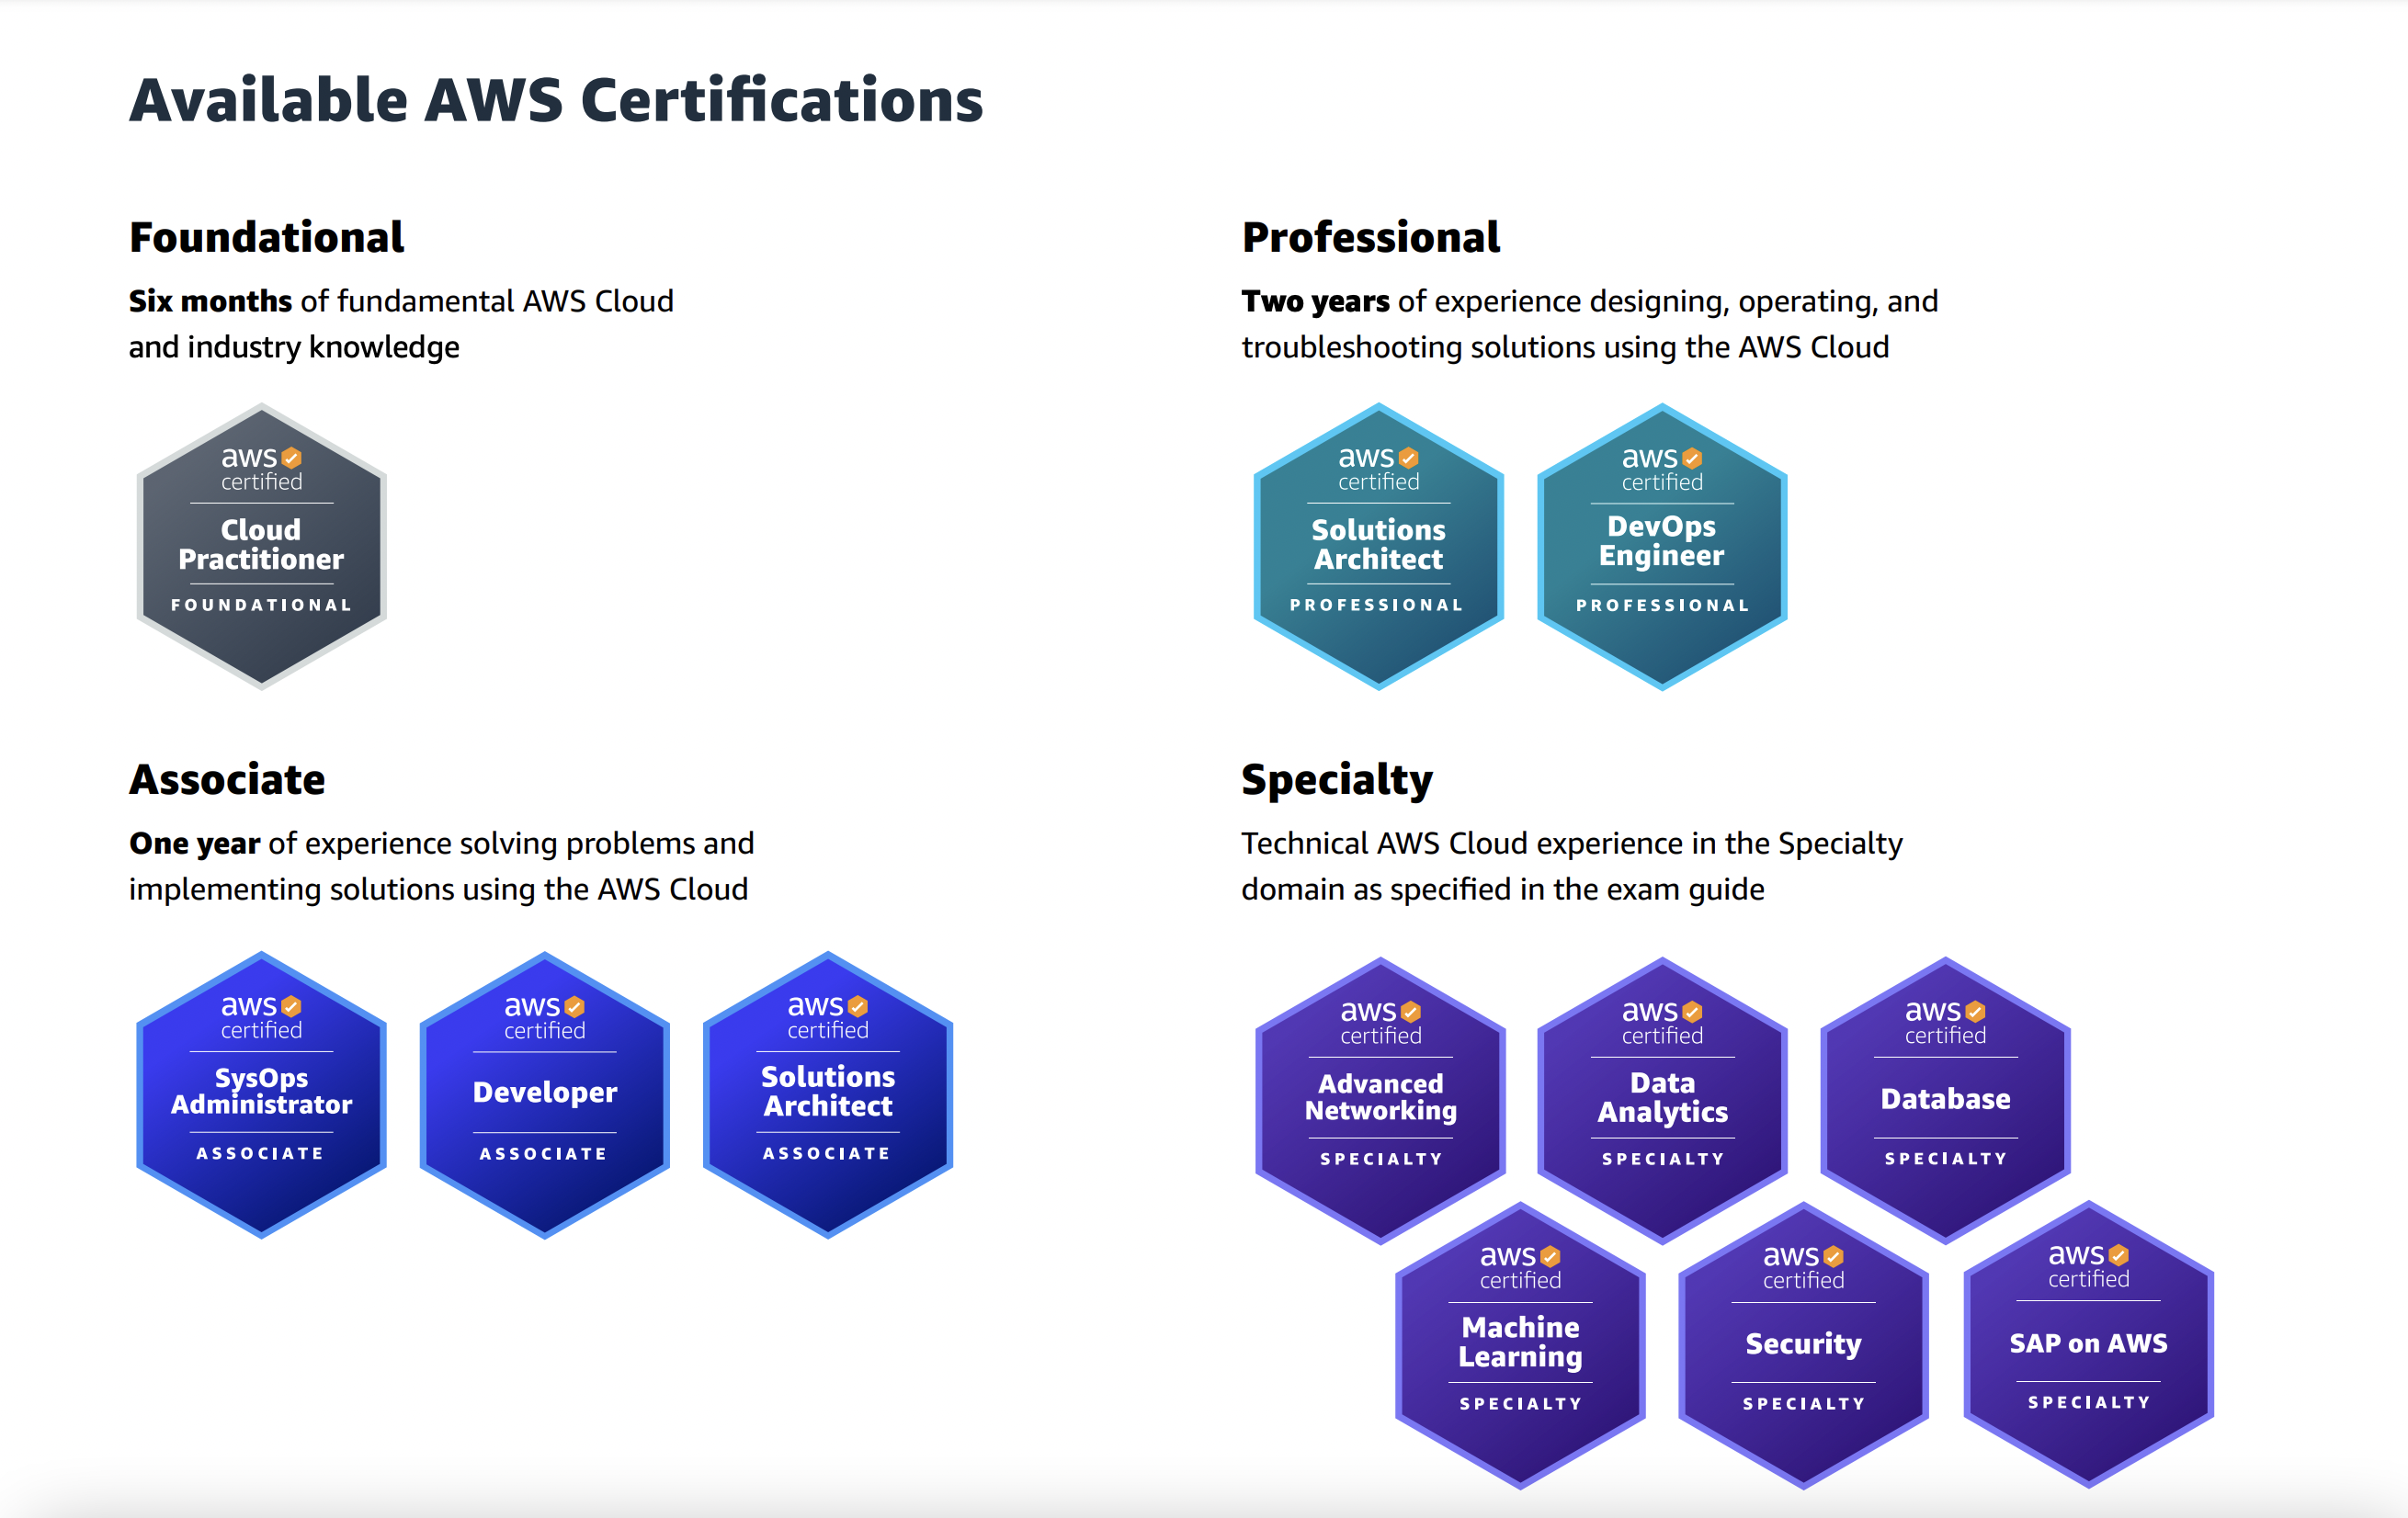 Available AWS Certifications
Foundational
Six months of fundamental AWS Cloud
and industry knowledge
aws
certified
Cloud
Practitioner
FOUNDATIONAL
Professional
Two years of experience designing, operating, and
troubleshooting solutions using the AWS Cloud
aws
certified
Solutions
Architect
PROFESSIONAL
aws
certified
DevOps
Engineer
PROFESSIONAL
Associate
One year of experience solving problems and
implementing solutions using the AWS Cloud
aws
certified
SysOps
Administrator
ASSOCIATE
aws
certified
Developer
ASSOCIATE
aws
certified
Solutions
Architect
ASSOCIATE
Specialty
Technical AWS Cloud experience in the Specialty
domain as specified in the exam guide
aws
certified
Advanced
Networking
SPECIALTY
aws
certified
Data
Analytics
SPECIALTY
aws
certified
Database
SPECIALTY
aws
certified
Machine
Learning
SPECIALTY
aws
certified
Security
SPECIALTY
aws
certified
SAP on AWS
SPECIALTY